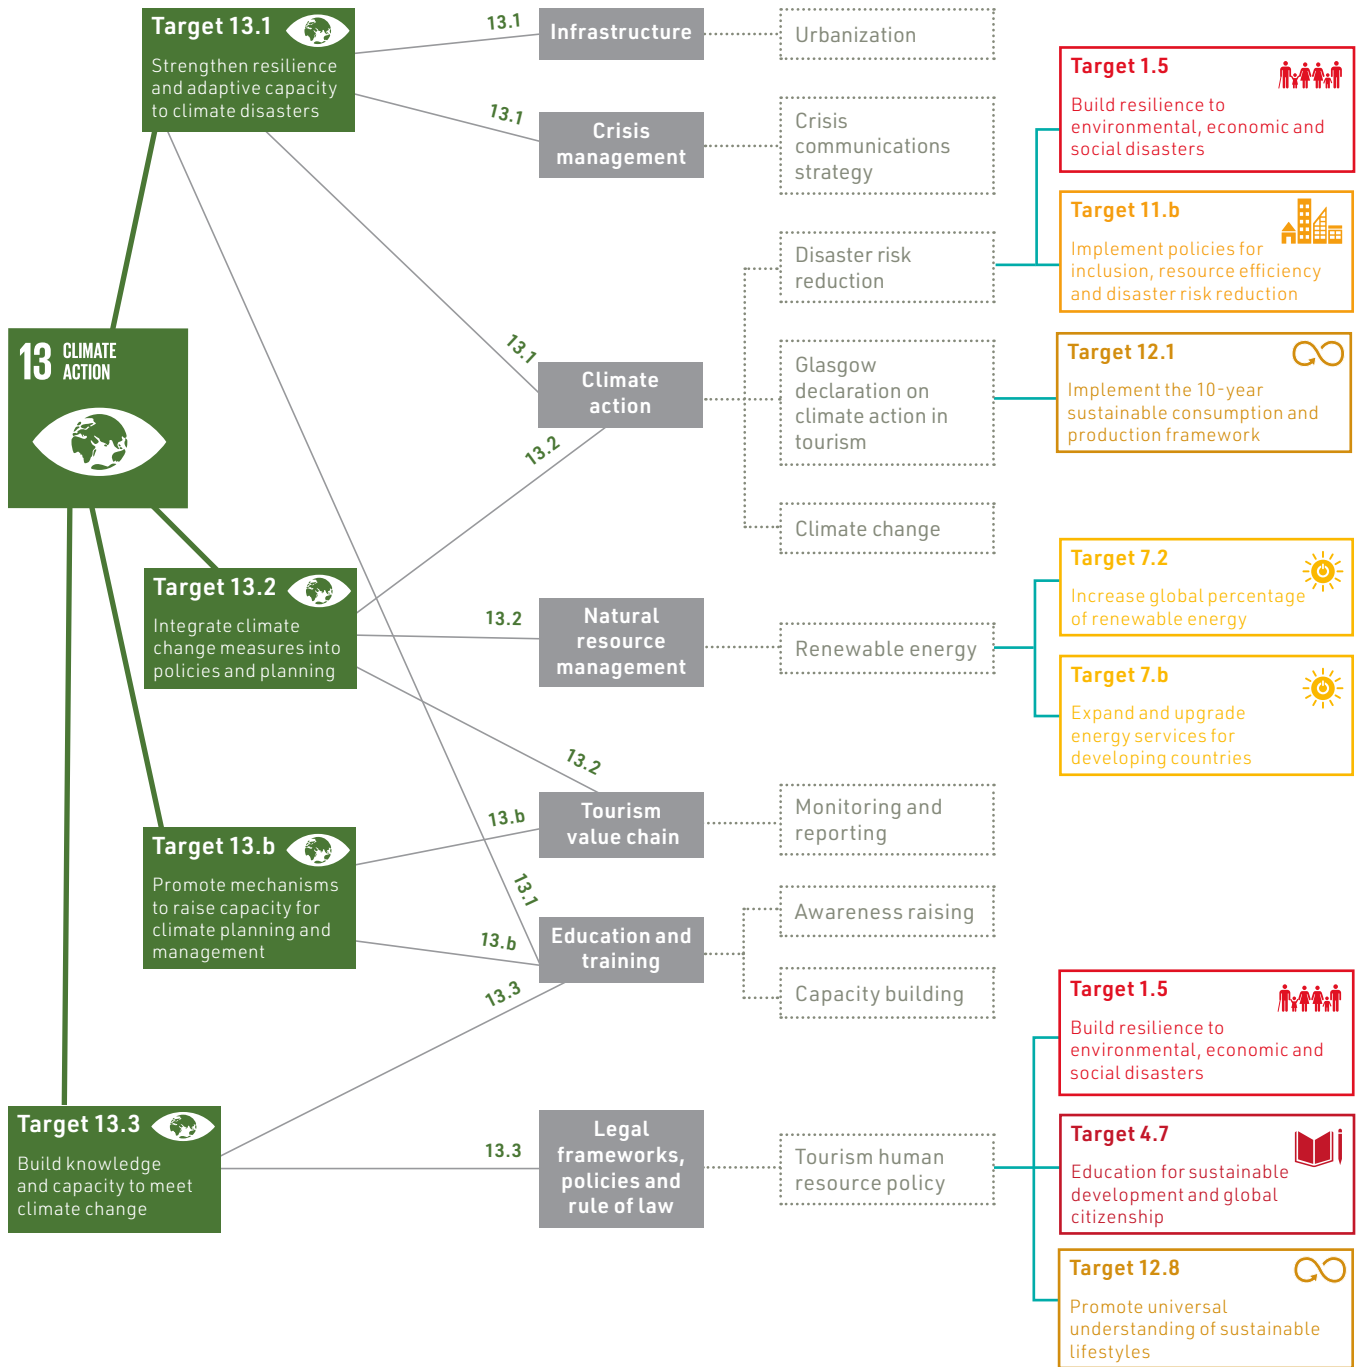 13 CLIMATE
ACTION
Target 13.1
Strengthen resilience
and adaptive capacity
to climate disasters
Target 13.2
Integrate climate
change measures into
policies and planning
Target 13.b
Promote mechanisms
to raise capacity for
climate planning and
management
Target 13.3
Build knowledge
and capacity to meet
climate change
13.1
13.1
13.1
13.2
13.2
13.2
13.b
13.1
13.b
13.3
13.3
Infrastructure
Crisis
management
Climate
action
Natural
resource
management
Tourism
value chain
Education and
training
Legal
frameworks,
policies and
rule of law
Urbanization
Crisis
communications
strategy
Disaster risk
reduction
Glasgow
declaration on
climate action in
tourism
Climate change
Renewable energy
Monitoring and
reporting
Awareness raising
Capacity building
Tourism human
resource policy
Target 1.5
Build resilience to
environmental, economic and
social disasters
Target 11.b
Implement policies for
inclusion, resource efficiency
and disaster risk reduction
Target 12.1
Implement the 10-year
sustainable consumption and
production framework
Target 7.2
Increase global percentage
of renewable energy
Target 7.b
Expand and upgrade
energy services for
developing countries
Target 1.5
Build resilience to
environmental, economic and
social disasters
Target 4.7
Education for sustainable
development and global
citizenship
Target 12.8
Promote universal
understanding of sustainable
lifestyles